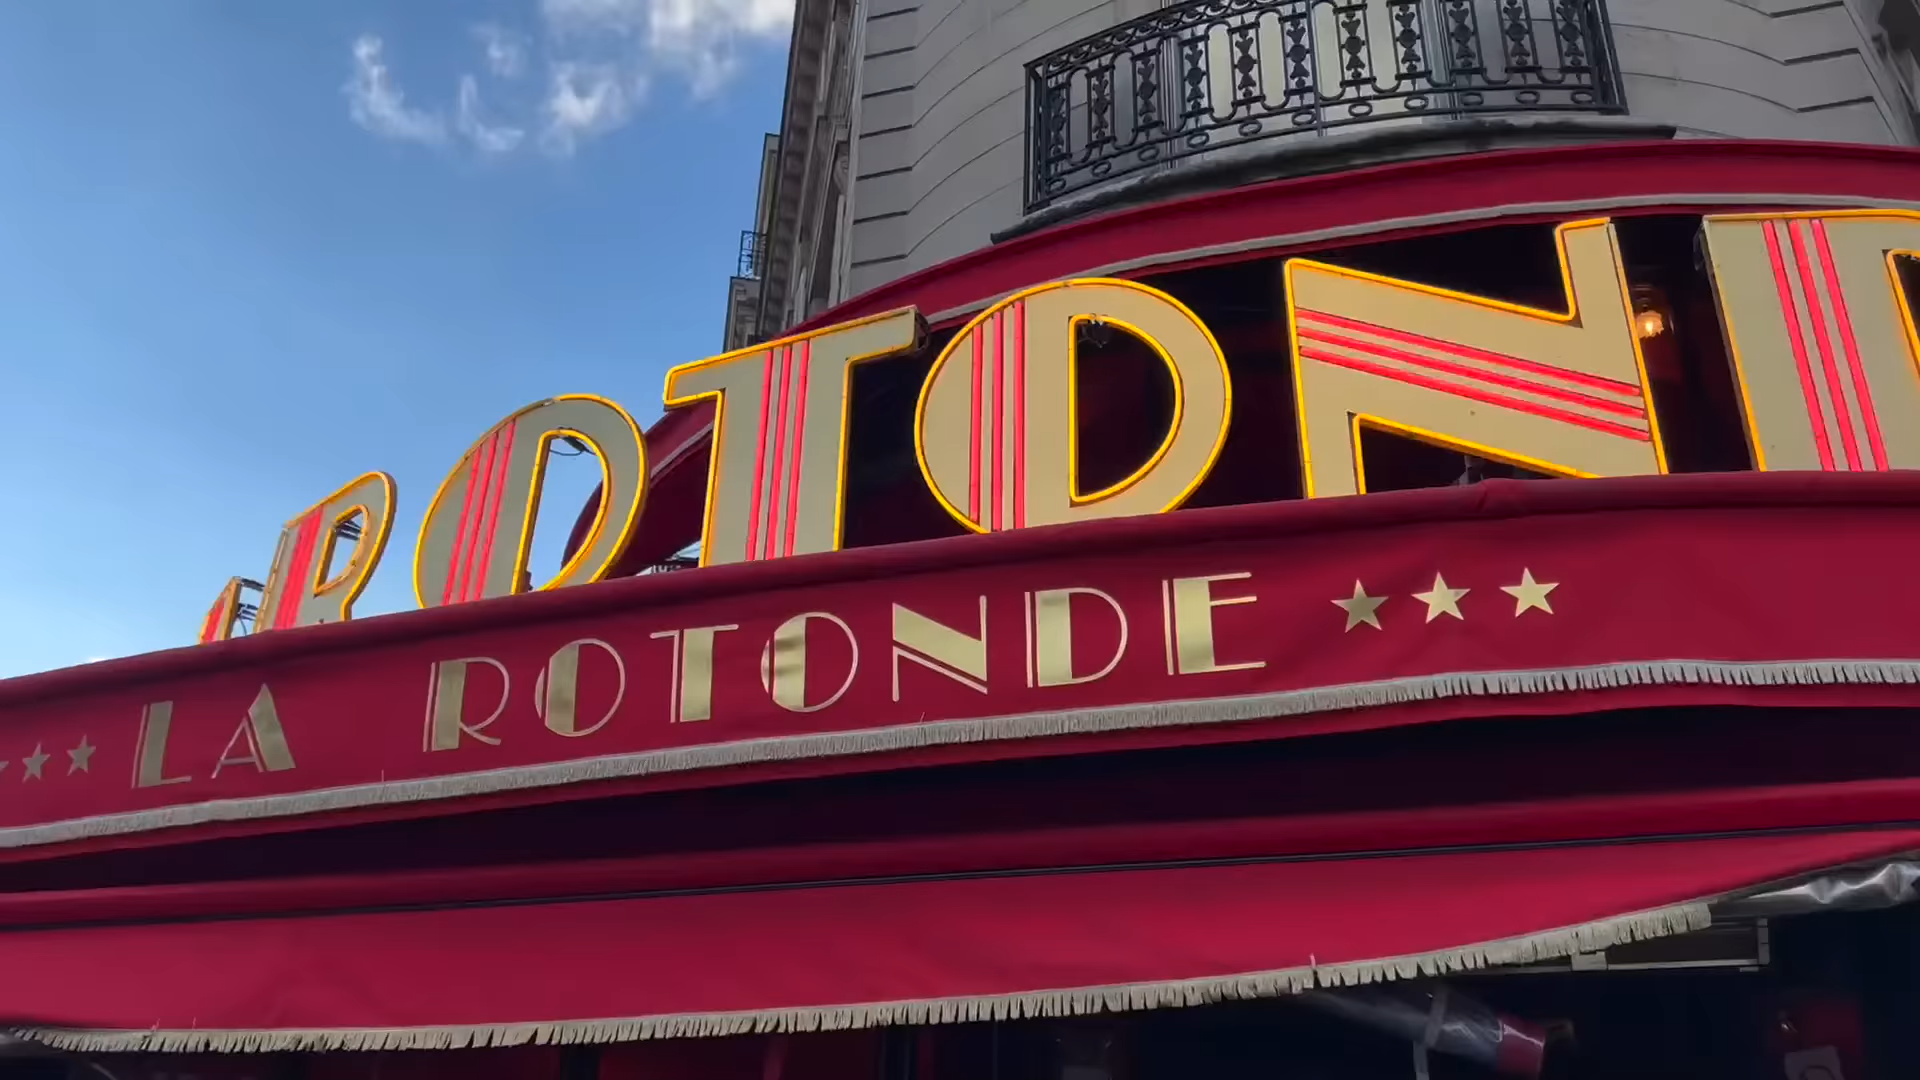 ROTOND
★★★ LA ROTONDE ★★★